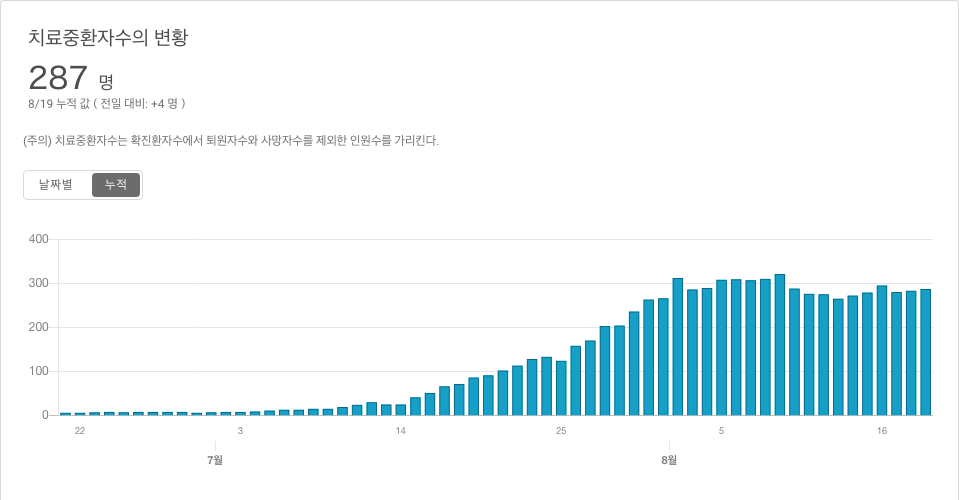 치료중환자수의 변황
287 명
8/19 누적 값 ( 전일 대비: +4 명 )
(주의) 치료중환자수는 확진환자수에서 퇴원자수와 사망자수를 제외한 인원수를 가리킨다.
날짜별 누적
400
300
200
100
0
22 3 14 25 5 16
7월 8월